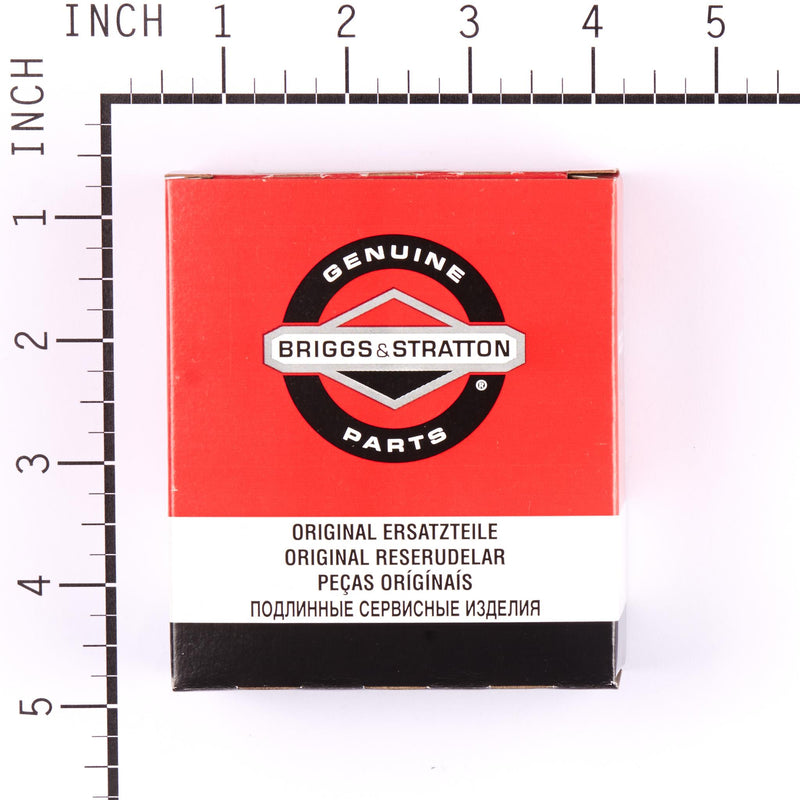 INCH 1 2 3 4 5
INCH
1
2
3
4
5
GENUINE
BRIGGS&STRATTON
®
PARTS
ORIGINAL ERSATZTEILE
ORIGINAL RESERUDELAR
PEÇAS ORÍGÍNAÍS
ПОДЛИННЫЕ СЕРВИСНЫЕ ИЗДЕЛИЯ